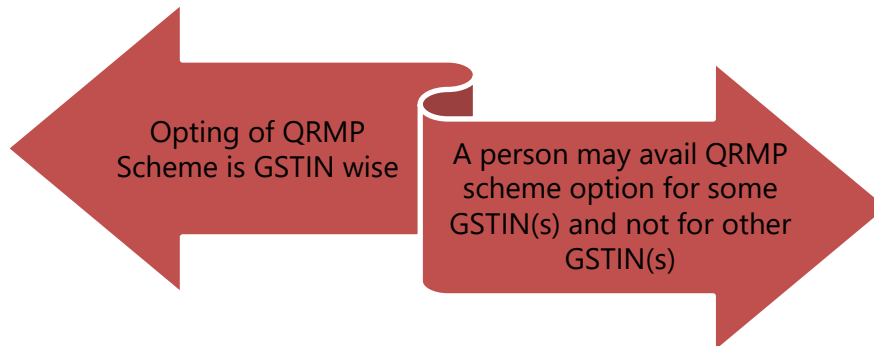 Opting of QRMP
Scheme is GSTIN wise
A person may avail QRMP
scheme option for some
GSTIN(s) and not for other
GSTIN(s)